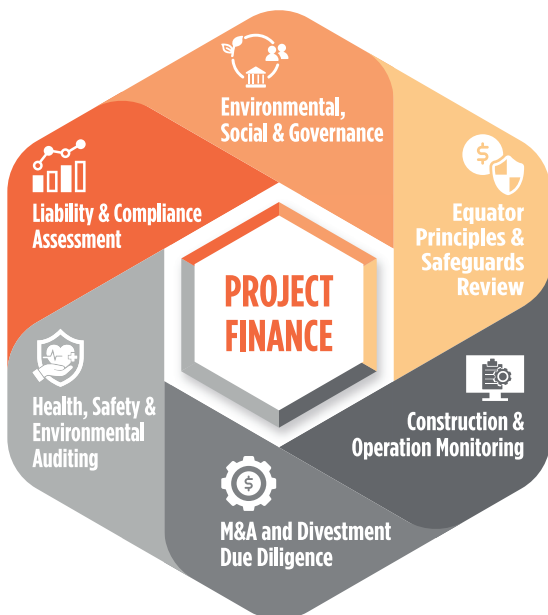 Environmental,
Social & Governance
Equator
Principles &
Safeguards
Review
Construction &
Operation Monitoring
M&A and Divestment
Due Diligence
Health, Safety &
Environmental
Auditing
Liability & Compliance
Assessment
PROJECT
FINANCE
$
$